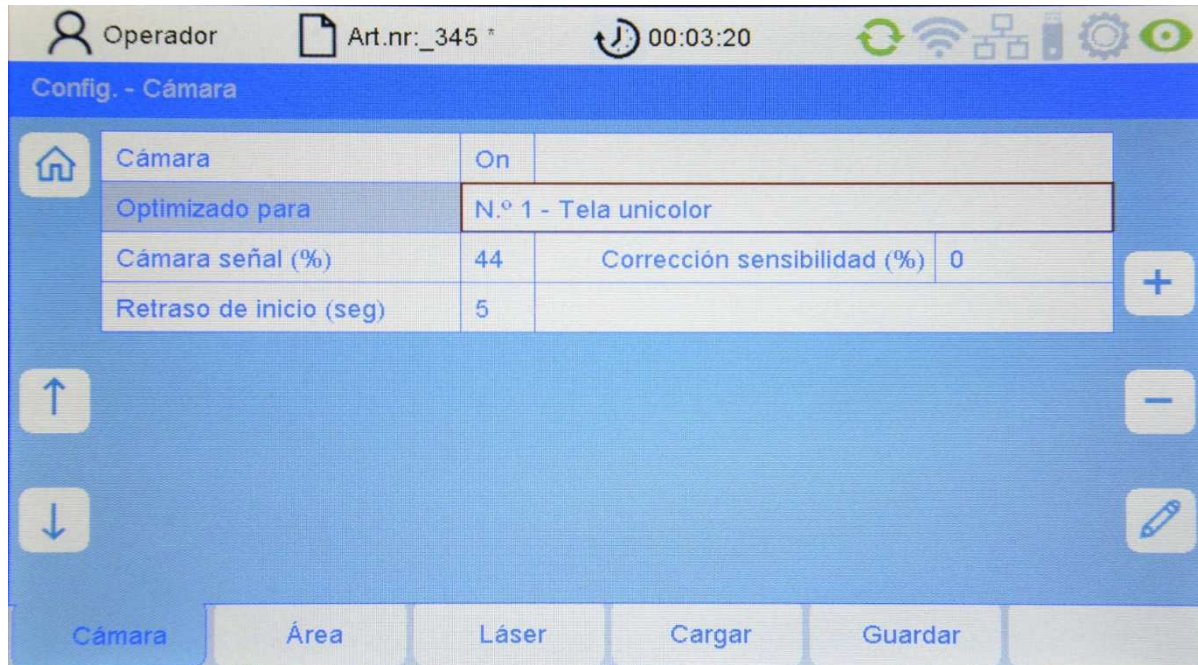 Operador Art.nr:_345 * 00:03:20
Config. - Cámara
Cámara On
Optimizado para N.º 1 - Tela unicolor
Cámara señal (%) 44 Corrección sensibilidad (%) 0
Retraso de inicio (seg) 5
Cámara Área Láser Cargar Guardar